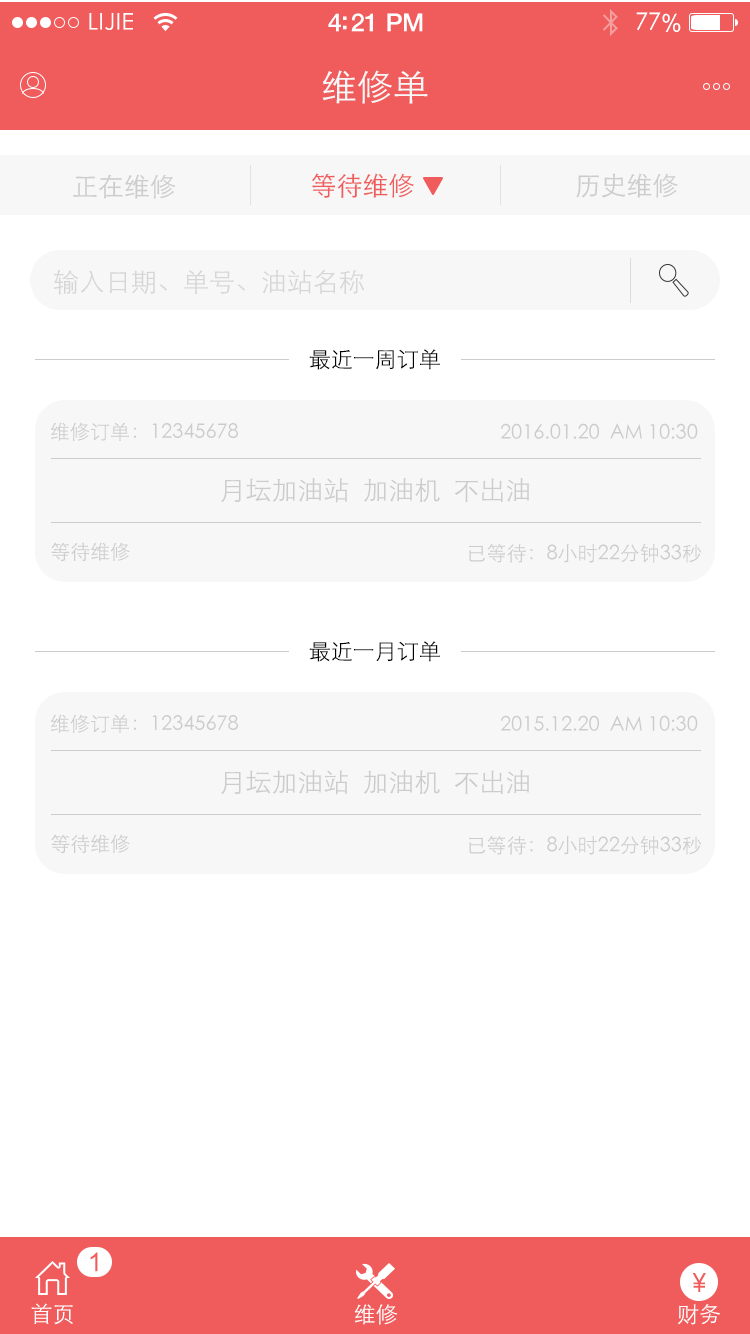 LIJIE 4:21 PM 77%
维修单
正在维修 等待维修 历史维修
输入日期、单号、油站名称
最近一周订单
维修订单：12345678 2016.01.20 AM 10:30
月坛加油站 加油机 不出油
等待维修 已等待：8小时22分钟33秒
最近一月订单
维修订单：12345678 2015.12.20 AM 10:30
月坛加油站 加油机 不出油
等待维修 已等待：8小时22分钟33秒
1 ¥
首页 维修 财务